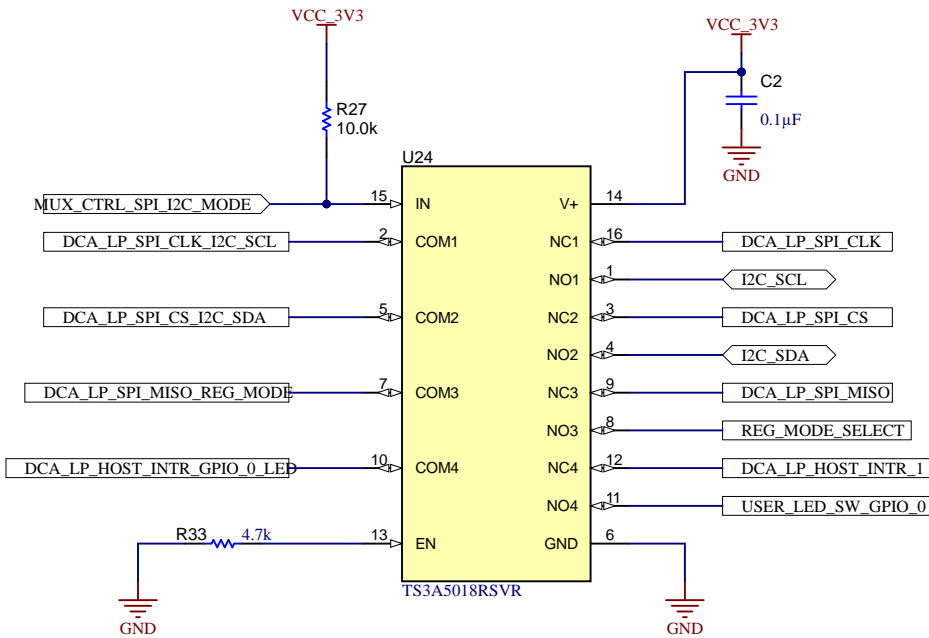 VCC_3V3
VCC_3V3
R27
10.0k
C2
0.1µF
GND
U24
MUX_CTRL_SPI_I2C_MODE
15
IN
V+
14
DCA_LP_SPI_CLK_I2C_SCL
2
COM1
NC1
16
DCA_LP_SPI_CLK
NO1
1
I2C_SCL
DCA_LP_SPI_CS_I2C_SDA
5
COM2
NC2
3
DCA_LP_SPI_CS
NO2
4
I2C_SDA
DCA_LP_SPI_MISO_REG_MODE
7
COM3
NC3
9
DCA_LP_SPI_MISO
NO3
8
REG_MODE_SELECT
DCA_LP_HOST_INTR_GPIO_0_LED
10
COM4
NC4
12
DCA_LP_HOST_INTR_1
NO4
11
USER_LED_SW_GPIO_0
R33
4.7k
13
EN
GND
6
TS3A5018RSVR
GND
GND